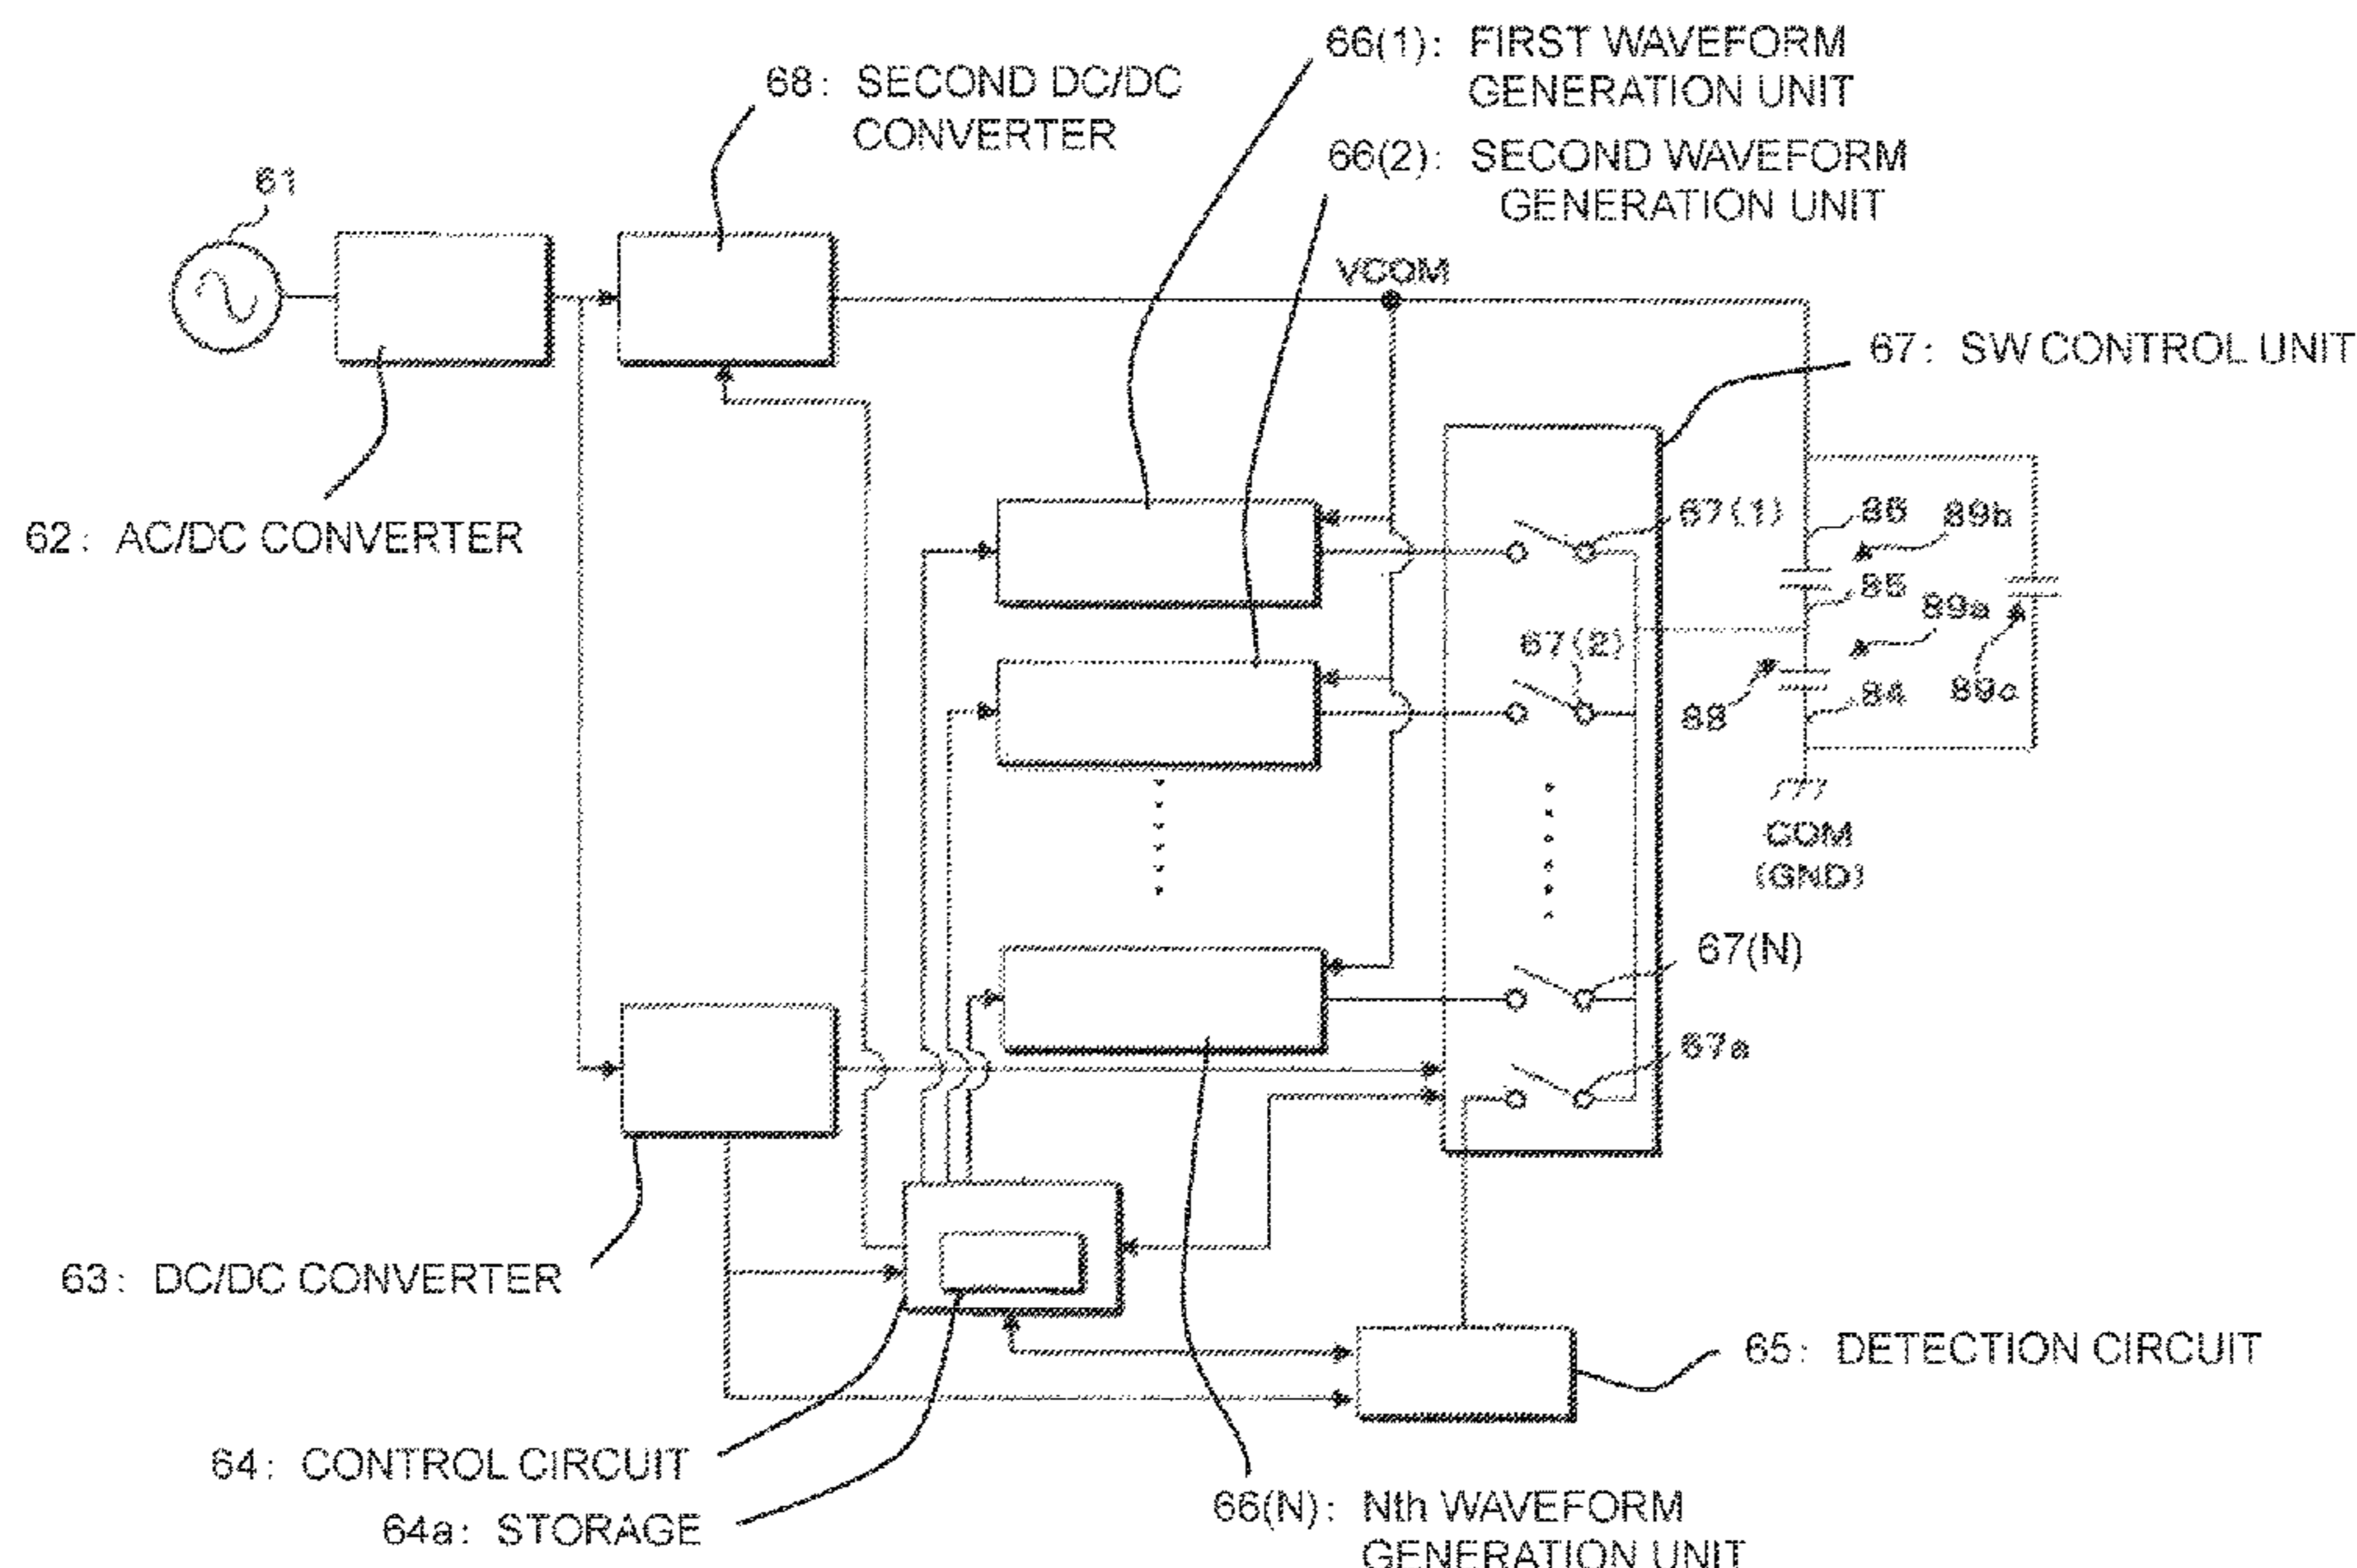 66(1): FIRST WAVEFORM
GENERATION UNIT
68: SECOND DC/DC
CONVERTER
66(2): SECOND WAVEFORM
GENERATION UNIT
61
VCOM
67: SW CONTROL UNIT
62: AC/DC CONVERTER
67(1)
86
89b
85
89a
67(2)
88
84
89c
COM
(GND)
67(N)
67a
63: DC/DC CONVERTER
65: DETECTION CIRCUIT
64: CONTROL CIRCUIT
64a: STORAGE
66(N): Nth WAVEFORM
GENERATION UNIT